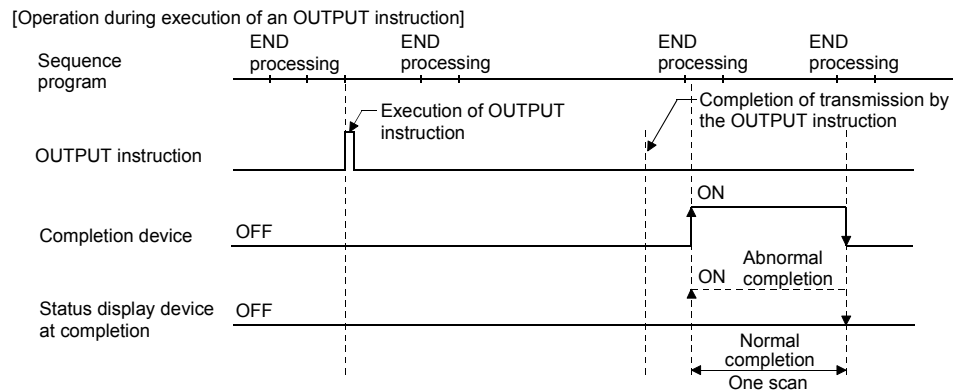 [Operation during execution of an OUTPUT instruction]
END processing
END processing
END processing
END processing
Sequence program
Execution of OUTPUT instruction
Completion of transmission by the OUTPUT instruction
OUTPUT instruction
ON
Completion device
OFF
Abnormal completion
ON
Status display device at completion
OFF
Normal completion
One scan